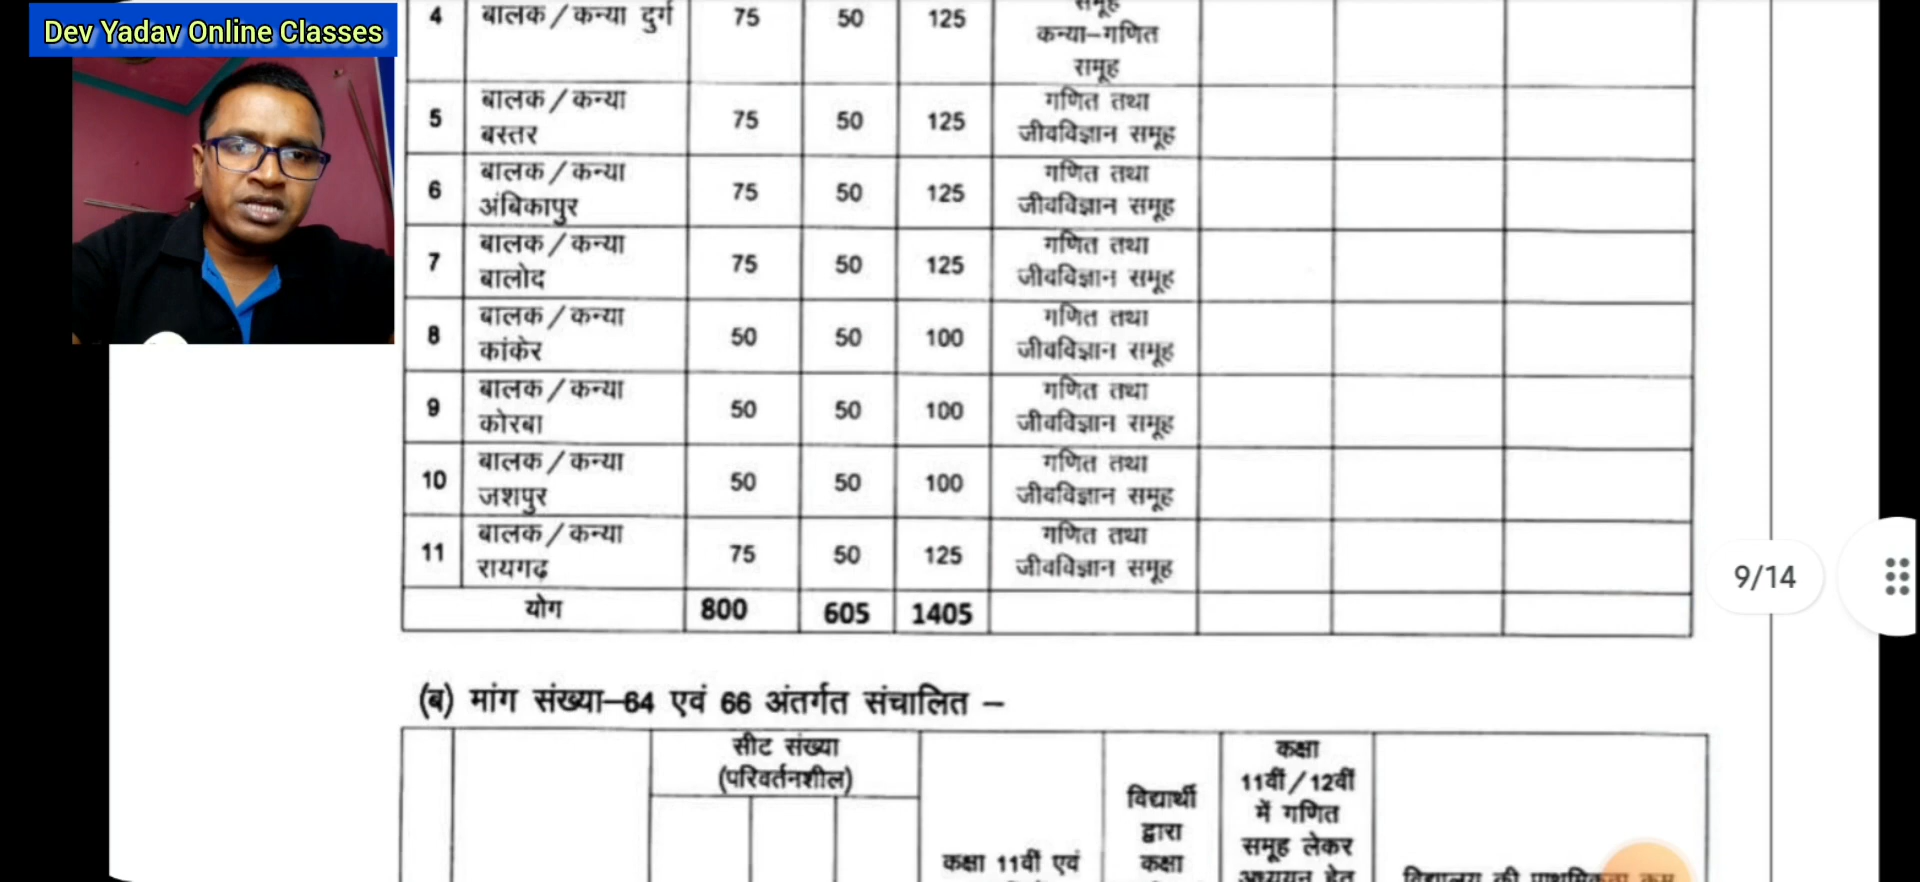 Dev Yadav Online Classes
4 बालक/कन्या दुर्ग 75 50 125 समूह
कन्या-गणित
समूह
5 बालक/कन्या बस्तर 75 50 125 गणित तथा
जीवविज्ञान समूह
6 बालक/कन्या अंबिकापुर 75 50 125 गणित तथा
जीवविज्ञान समूह
7 बालक/कन्या बालोद 75 50 125 गणित तथा
जीवविज्ञान समूह
8 बालक/कन्या कांकेर 50 50 100 गणित तथा
जीवविज्ञान समूह
9 बालक/कन्या कोरबा 50 50 100 गणित तथा
जीवविज्ञान समूह
10 बालक/कन्या जशपुर 50 50 100 गणित तथा
जीवविज्ञान समूह
11 बालक/कन्या रायगढ़ 75 50 125 गणित तथा
जीवविज्ञान समूह
योग 800 605 1405
9/14
(ब) मांग संख्या-64 एवं 66 अंतर्गत संचालित –
सीट संख्या
(परिवर्तनशील)
कक्षा 11वीं एवं
विद्यार्थी
द्वारा
कक्षा
कक्षा
11वीं/12वीं
में गणित
समूह लेकर
अध्ययन हेतु
विद्यालय की